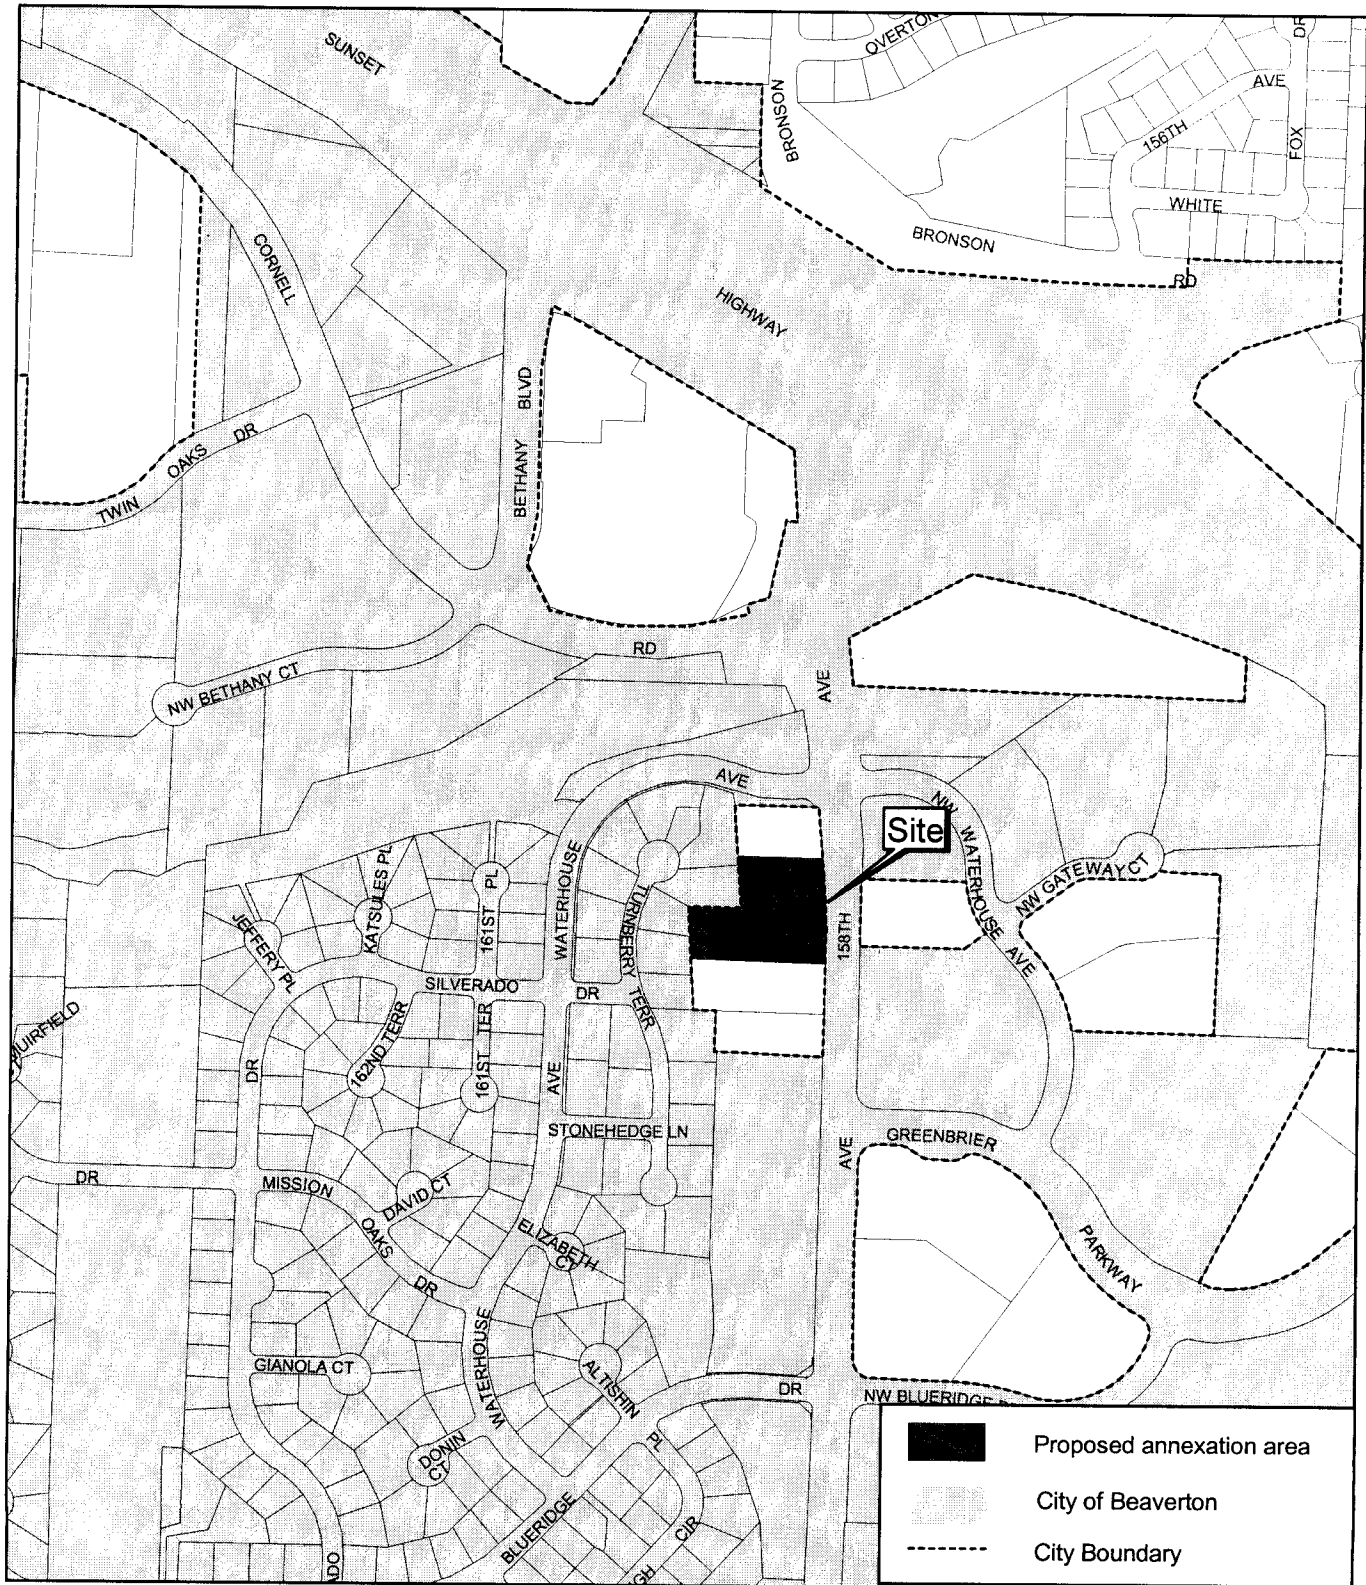 SUNSET
OVERTON
DR
AVE
BRONSON
156TH
FOX
WHITE
CORNELL
BRONSON
RD
HIGHWAY
BETHANY BLVD
TWIN OAKS DR
RD
NW BETHANY CT
AVE
AVE
NW WATERHOUSE AVE
Site
NW GATEWAY CT
KATSULES PL
161ST PL
WATERHOUSE
TURNBERRY TERR
JEFFERY PL
158TH
SILVERADO
DR
MUIRFIELD
162ND TERR
161ST TER
DR
AVE
STONEHEDGE LN
GREENBRIER
AVE
DR
MISSION
DAVID CT
OAKS
DR
ELIZABETH
CT
PARKWAY
GIANOLA CT
WATERHOUSE
ALTISHIN
PL
DR
NW BLUERIDGE
DONIN
CT
BLUERIDGE
CIR
GH
ADO
Proposed annexation area
City of Beaverton
City Boundary